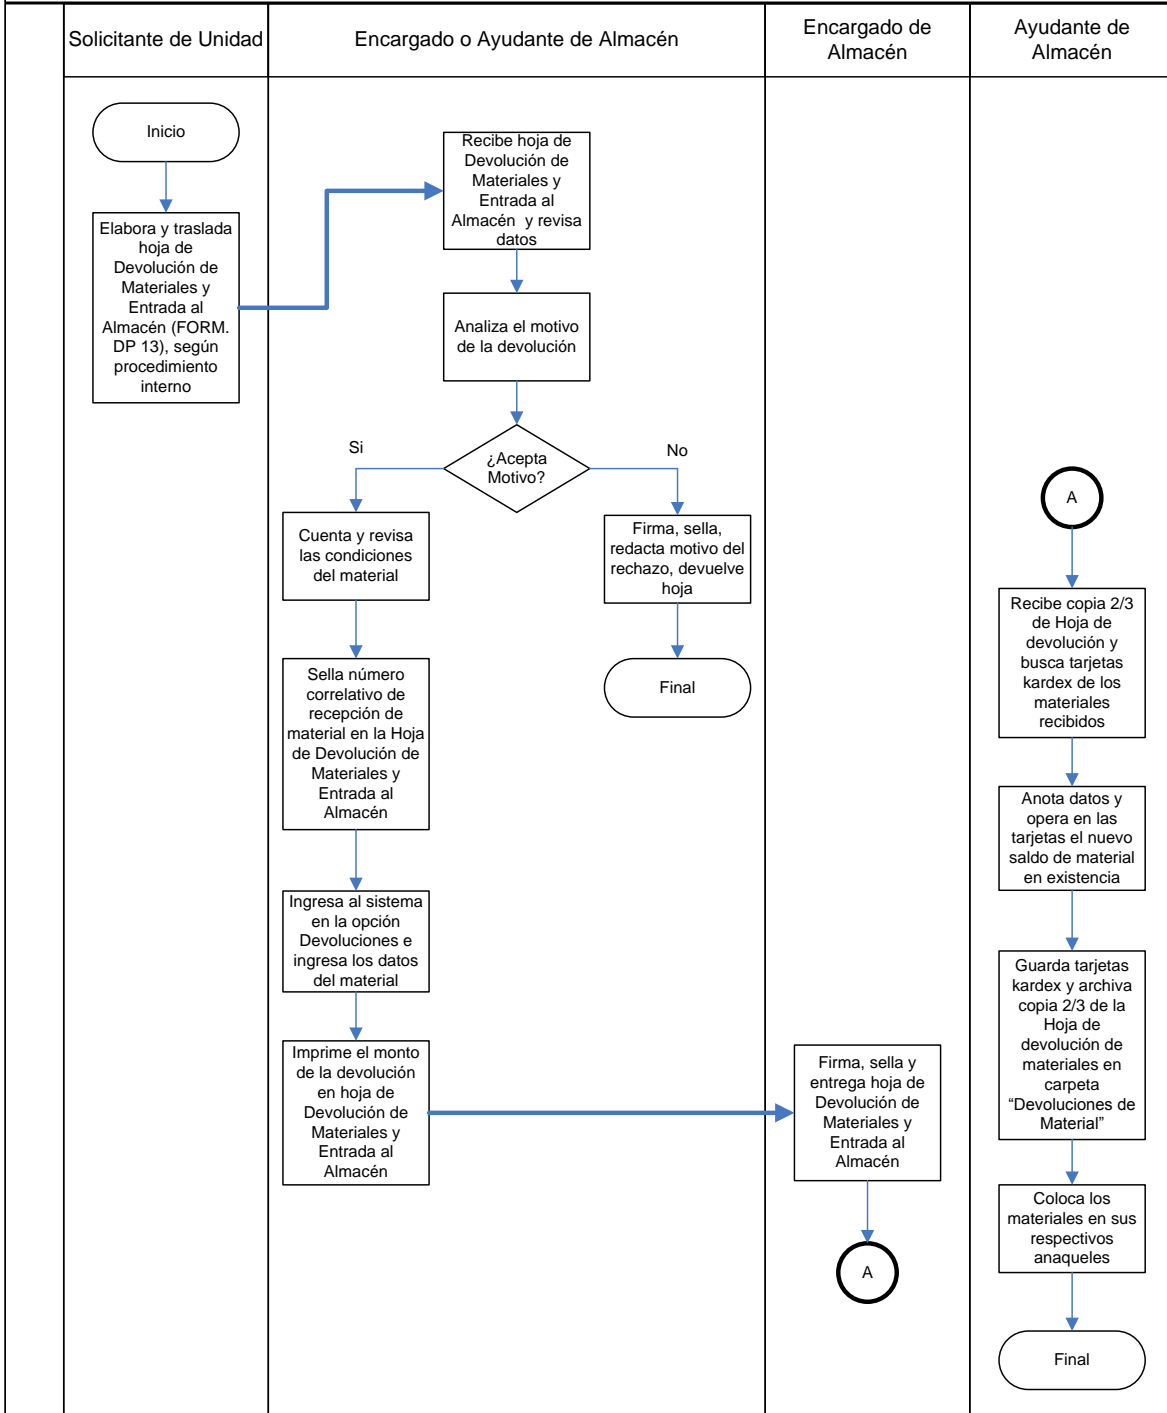 Solicitante de Unidad
Encargado o Ayudante de Almacén
Encargado de
Almacén
Ayudante de
Almacén
Inicio
Elabora y traslada
hoja de
Devolución de
Materiales y
Entrada al
Almacén (FORM.
DP 13), según
procedimiento
interno
Recibe hoja de
Devolución de
Materiales y
Entrada al
Almacén y revisa
datos
Analiza el motivo
de la devolución
¿Acepta
Motivo?
Si
No
Cuenta y revisa
las condiciones
del material
Firma, sella,
redacta motivo del
rechazo, devuelve
hoja
Final
Sella número
correlativo de
recepción de
material en la Hoja
de Devolución de
Materiales y
Entrada al
Almacén
Ingresa al sistema
en la opción
Devoluciones e
ingresa los datos
del material
Imprime el monto
de la devolución
en hoja de
Devolución de
Materiales y
Entrada al
Almacén
Firma, sella y
entrega hoja de
Devolución de
Materiales y
Entrada al
Almacén
A
A
Recibe copia 2/3
de Hoja de
devolución y
busca tarjetas
kardex de los
materiales
recibidos
Anota datos y
opera en las
tarjetas el nuevo
saldo de material
en existencia
Guarda tarjetas
kardex y archiva
copia 2/3 de la
Hoja de
devolución de
materiales en
carpeta
“Devoluciones de
Material”
Coloca los
materiales en sus
respectivos
anaqueles
Final